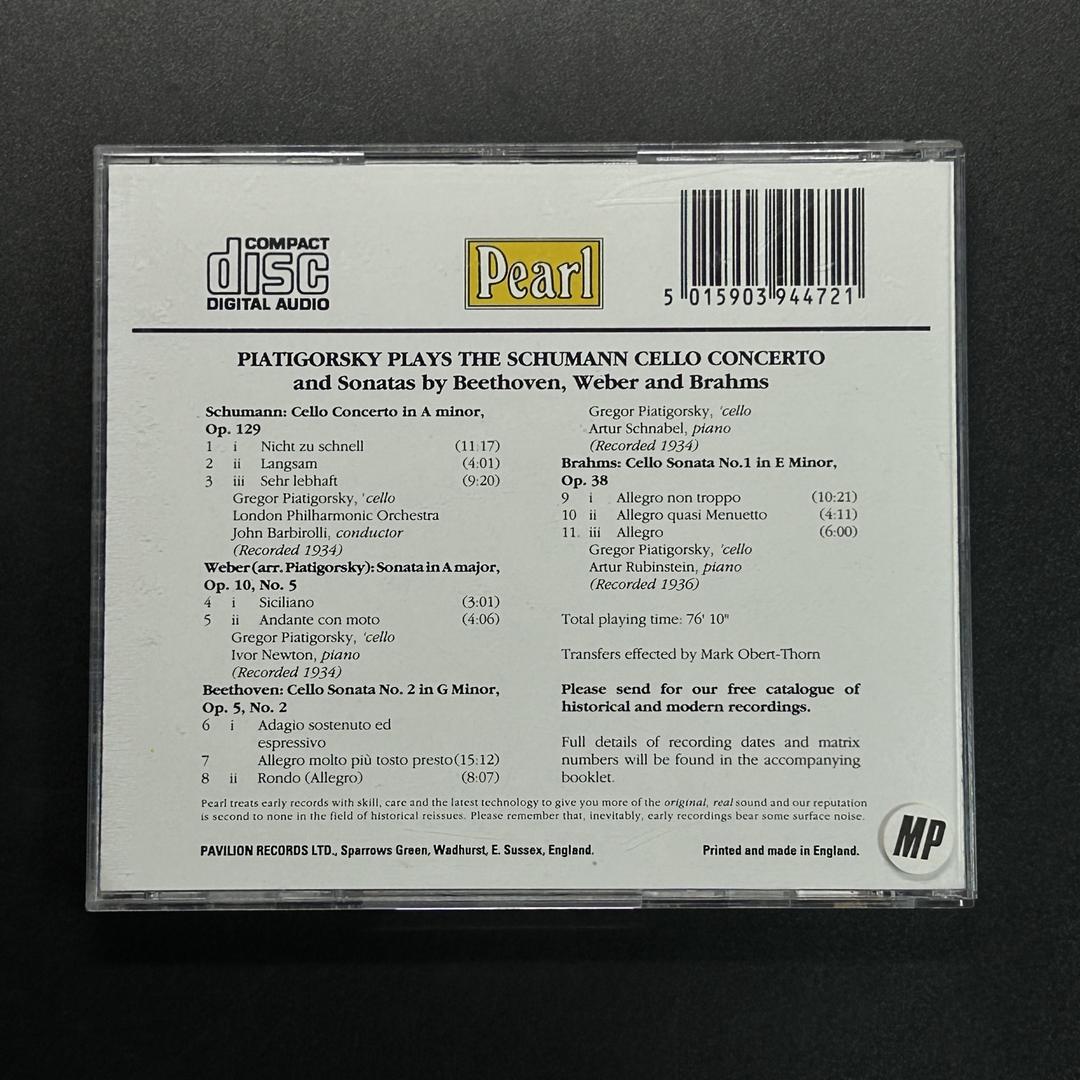 COMPACT
disc
DIGITAL AUDIO
Pearl
5 015903 944721
PIATIGORSKY PLAYS THE SCHUMANN CELLO CONCERTO
and Sonatas by Beethoven, Weber and Brahms
Schumann: Cello Concerto in A minor,
Op. 129
1 i Nicht zu schnell (11:17)
2 ii Langsam (4:01)
3 iii Sehr lebhaft (9:20)
Gregor Piatigorsky, 'cello
London Philharmonic Orchestra
John Barbirolli, conductor
(Recorded 1934)
Weber (arr. Piatigorsky): Sonata in A major,
Op. 10, No. 5
4 i Siciliano (3:01)
5 ii Andante con moto (4:06)
Gregor Piatigorsky, 'cello
Ivor Newton, piano
(Recorded 1934)
Beethoven: Cello Sonata No. 2 in G Minor,
Op. 5, No. 2
6 i Adagio sostenuto ed
espressivo
7 Allegro molto più tosto presto (15:12)
8 ii Rondo (Allegro) (8:07)
Gregor Piatigorsky, 'cello
Artur Schnabel, piano
(Recorded 1934)
Brahms: Cello Sonata No.1 in E Minor,
Op. 38
9 i Allegro non troppo (10:21)
10 ii Allegro quasi Menuetto (4:11)
11. iii Allegro (6:00)
Gregor Piatigorsky, 'cello
Artur Rubinstein, piano
(Recorded 1936)
Total playing time: 76' 10"
Transfers effected by Mark Obert-Thorn
Please send for our free catalogue of
historical and modern recordings.
Full details of recording dates and matrix
numbers will be found in the accompanying
booklet.
Pearl treats early records with skill, care and the latest technology to give you more of the original, real sound and our reputation
is second to none in the field of historical reissues. Please remember that, inevitably, early recordings bear some surface noise.
PAVILION RECORDS LTD., Sparrows Green, Wadhurst, E. Sussex, England.
Printed and made in England.
MP